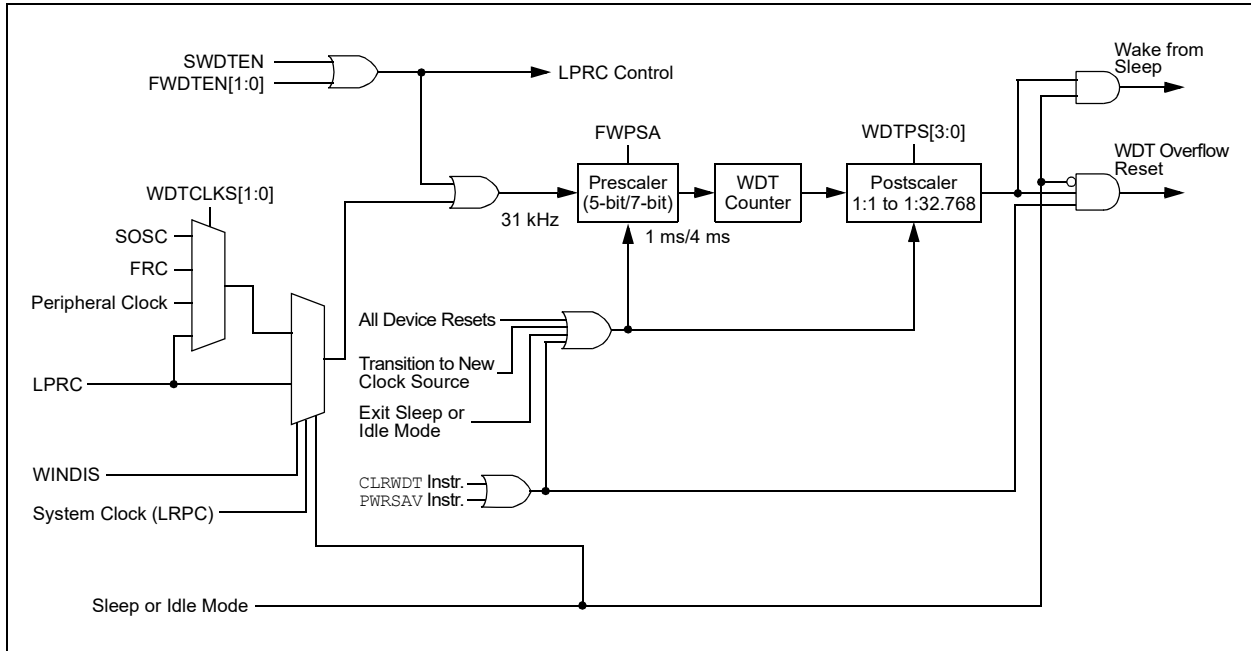 SWDTEN
FWDTEN[1:0]
LPRC Control
Wake from
Sleep
FWPSA
WDTPS[3:0]
WDT Overflow
Reset
Prescaler
(5-bit/7-bit)
WDT
Counter
Postscaler
1:1 to 1:32.768
31 kHz
1 ms/4 ms
WDTCLKS[1:0]
SOSC
FRC
Peripheral Clock
LPRC
All Device Resets
Transition to New
Clock Source
Exit Sleep or
Idle Mode
WINDIS
CLRWDT Instr.
PWRSAV Instr.
System Clock (LRPC)
Sleep or Idle Mode